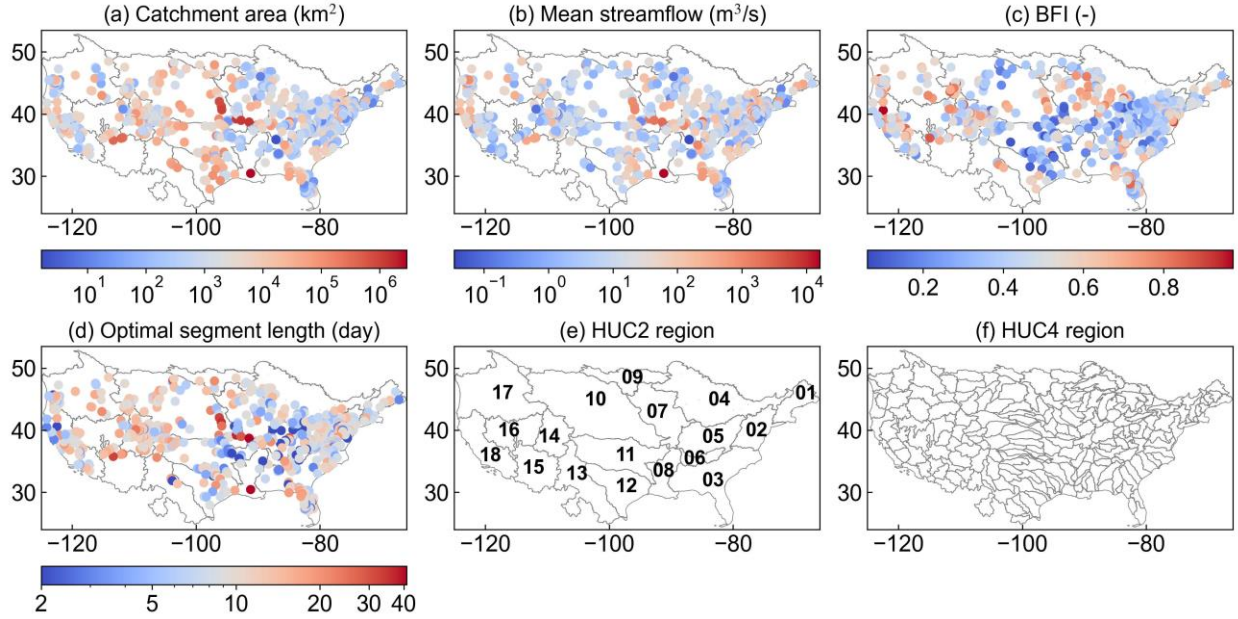 (a) Catchment area (km²)
(b) Mean streamflow (m³/s)
(c) BFI (-)
50
40
30
−120 −100 −80
50
40
30
−120 −100 −80
50
40
30
−120 −100 −80
10¹ 10² 10³ 10⁴ 10⁵ 10⁶
10⁻¹ 10⁰ 10¹ 10² 10³ 10⁴
0.2 0.4 0.6 0.8
(d) Optimal segment length (day)
(e) HUC2 region
(f) HUC4 region
50
40
30
−120 −100 −80
2 5 10 20 30 40
50
40
30
09
17 10 04 01
07
16 14 05 02
18 11 06
15 13 08 03
12
−120 −100 −80
50
40
30
−120 −100 −80